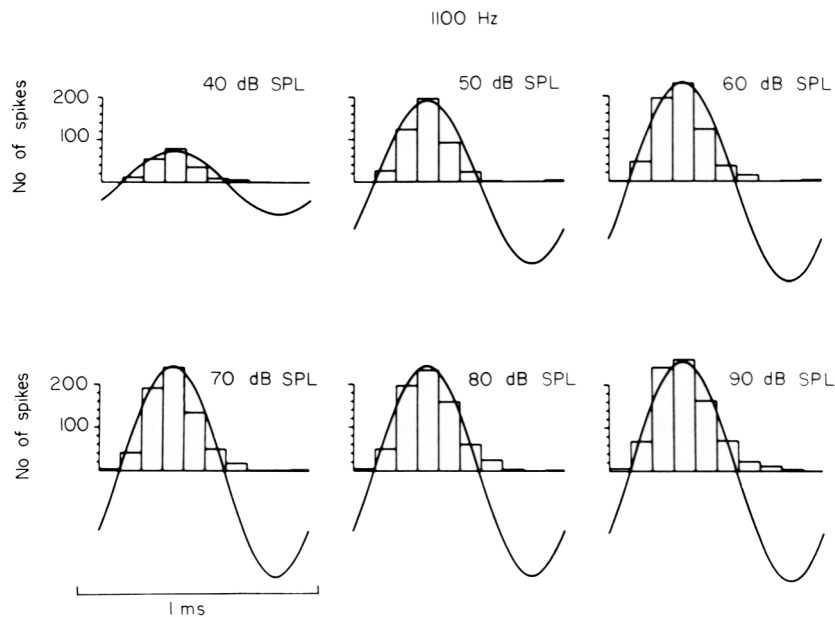 1100 Hz
40 dB SPL
50 dB SPL
60 dB SPL
No of spikes
200
100
70 dB SPL
80 dB SPL
90 dB SPL
No of spikes
200
100
1 ms